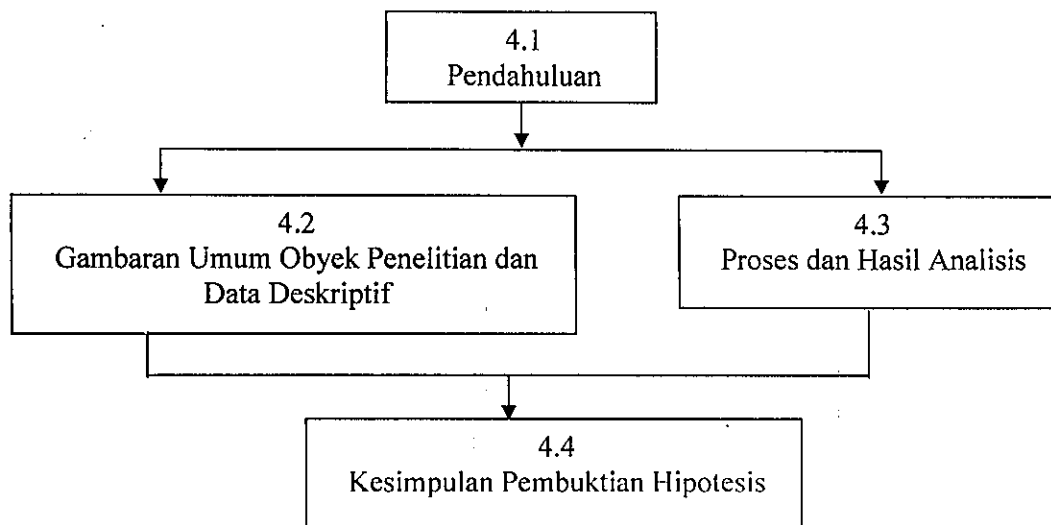 4.1
Pendahuluan
4.2
Gambaran Umum Obyek Penelitian dan
Data Deskriptif
4.3
Proses dan Hasil Analisis
4.4
Kesimpulan Pembuktian Hipotesis